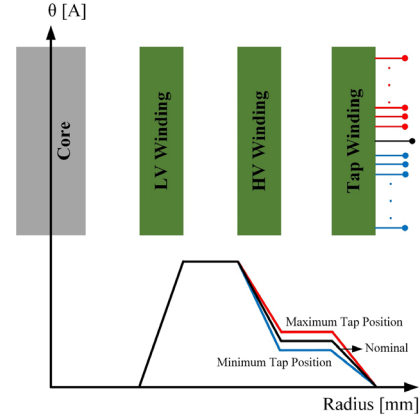 θ [A]
Core
LV Winding
HV Winding
Tap Winding
Maximum Tap Position
Nominal
Minimum Tap Position
Radius [mm]